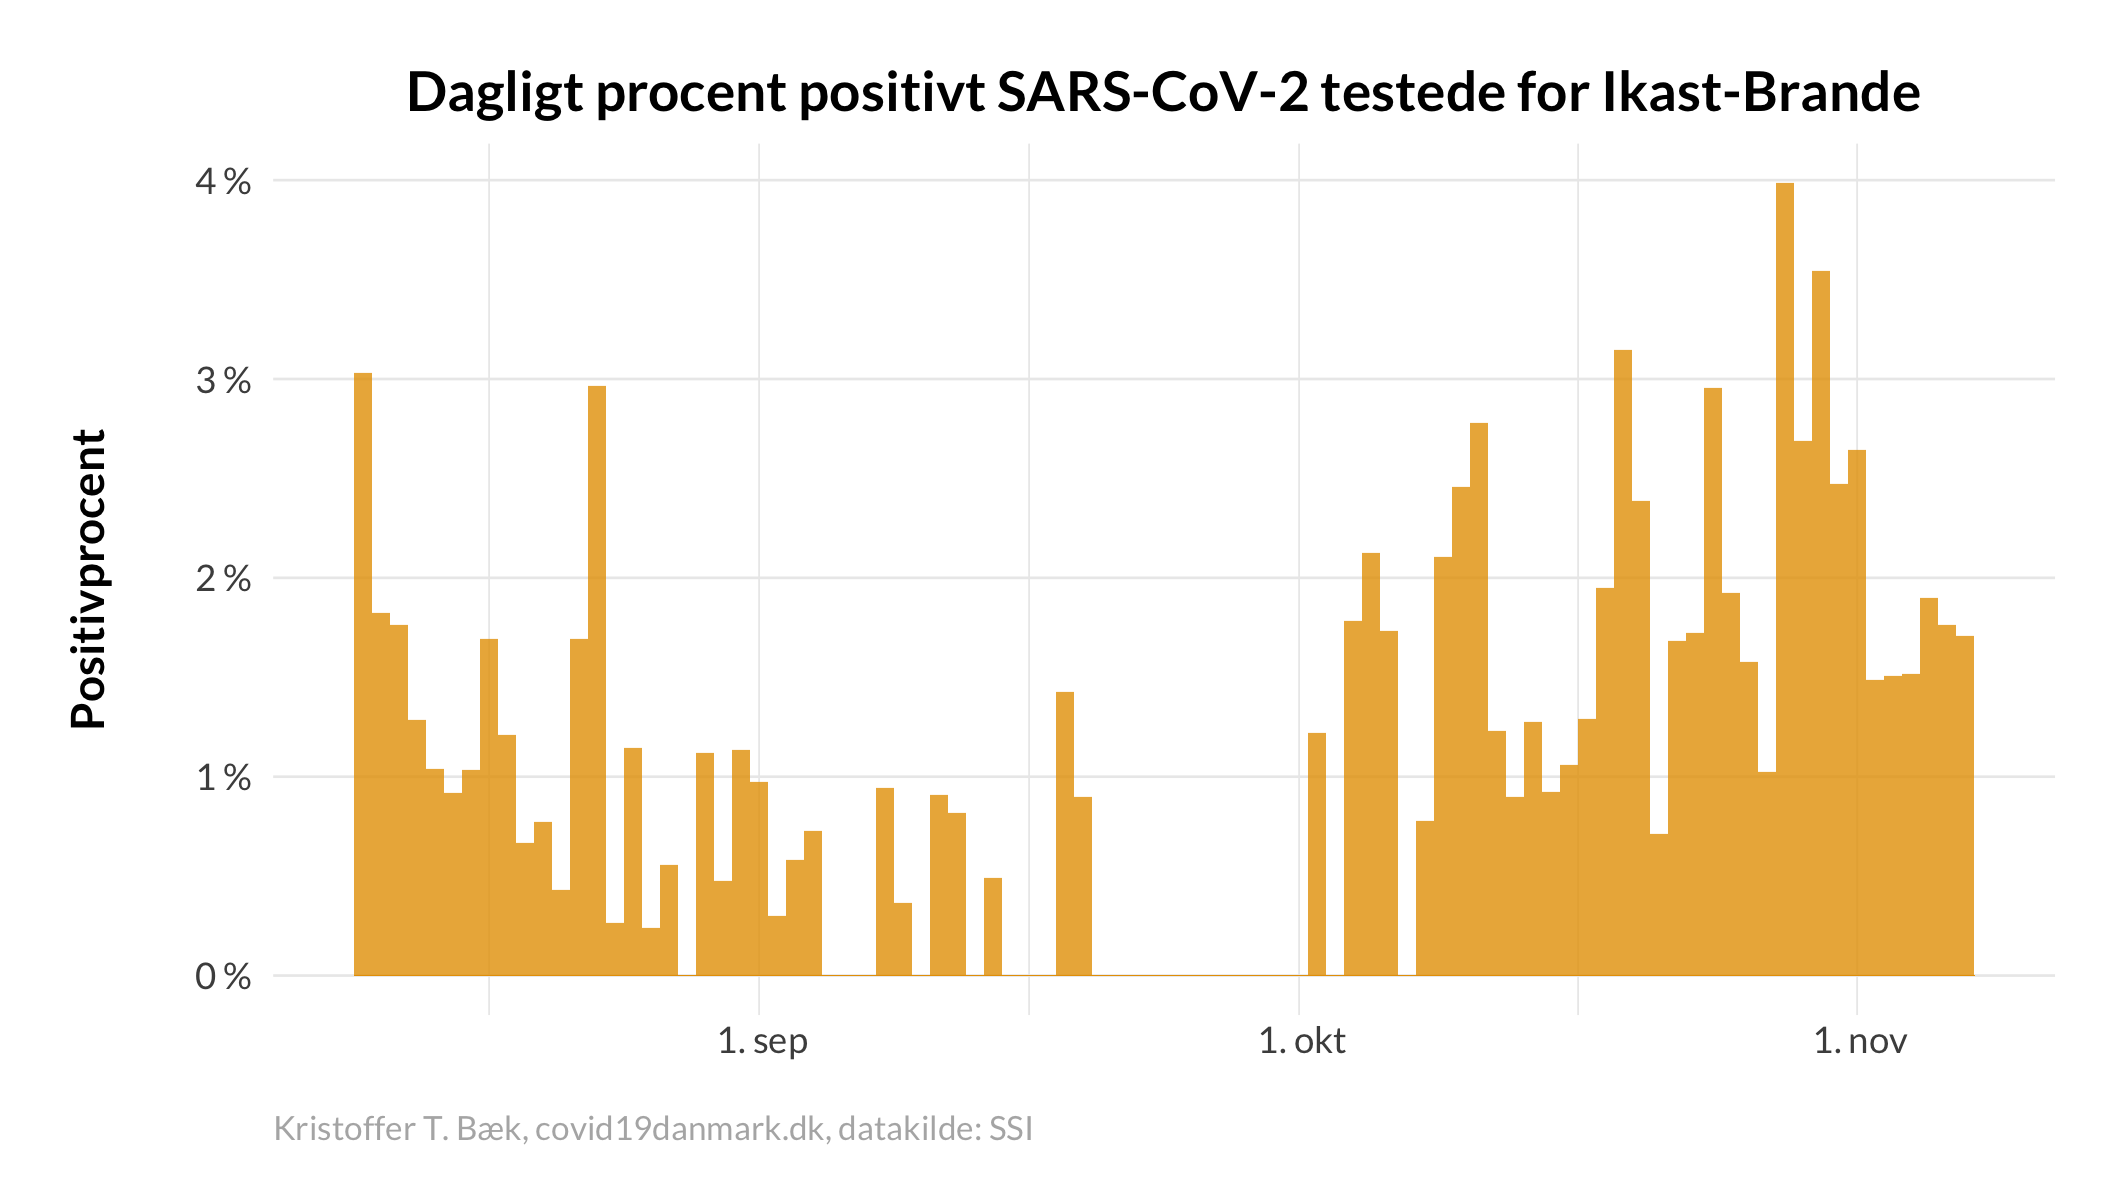 Dagligt procent positivt SARS-CoV-2 testede for Ikast-Brande
Positivprocent
4 %
3 %
2 %
1 %
0 %
1. sep
1. okt
1. nov
Kristoffer T. Bæk, covid19danmark.dk, datakilde: SSI